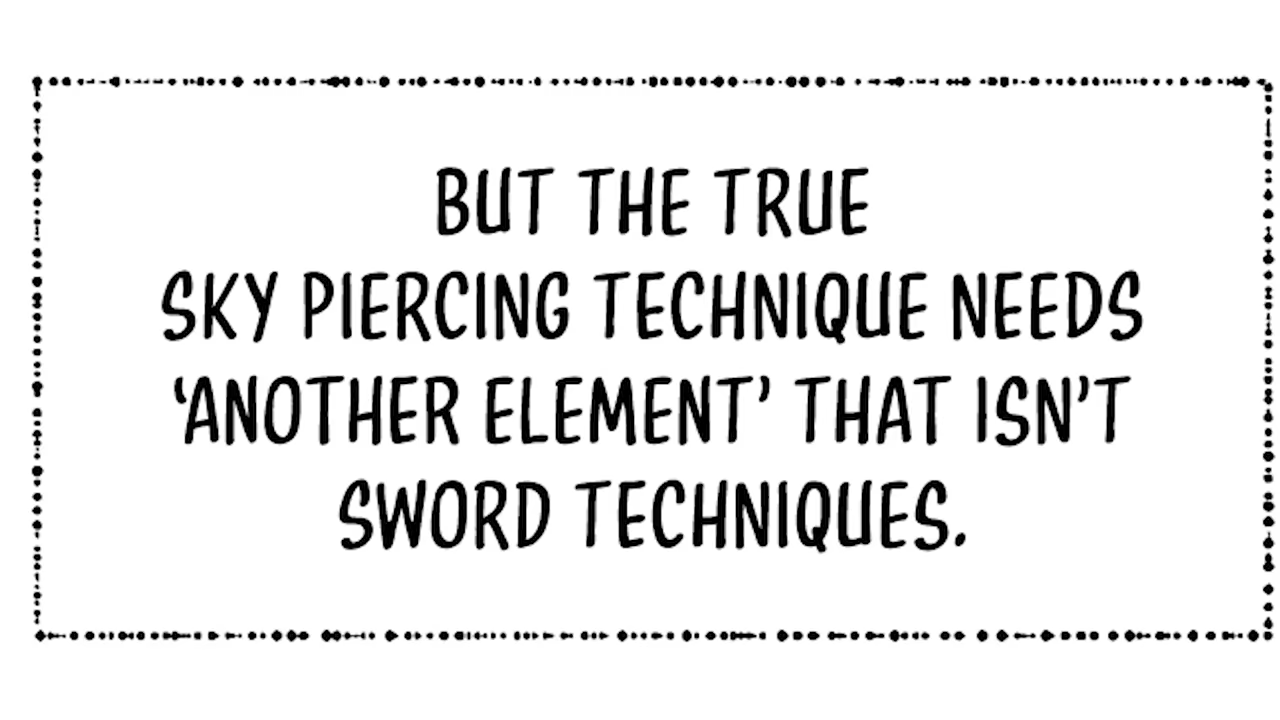 BUT THE TRUE
SKY PIERCING TECHNIQUE NEEDS
‘ANOTHER ELEMENT’ THAT ISN’T
SWORD TECHNIQUES.